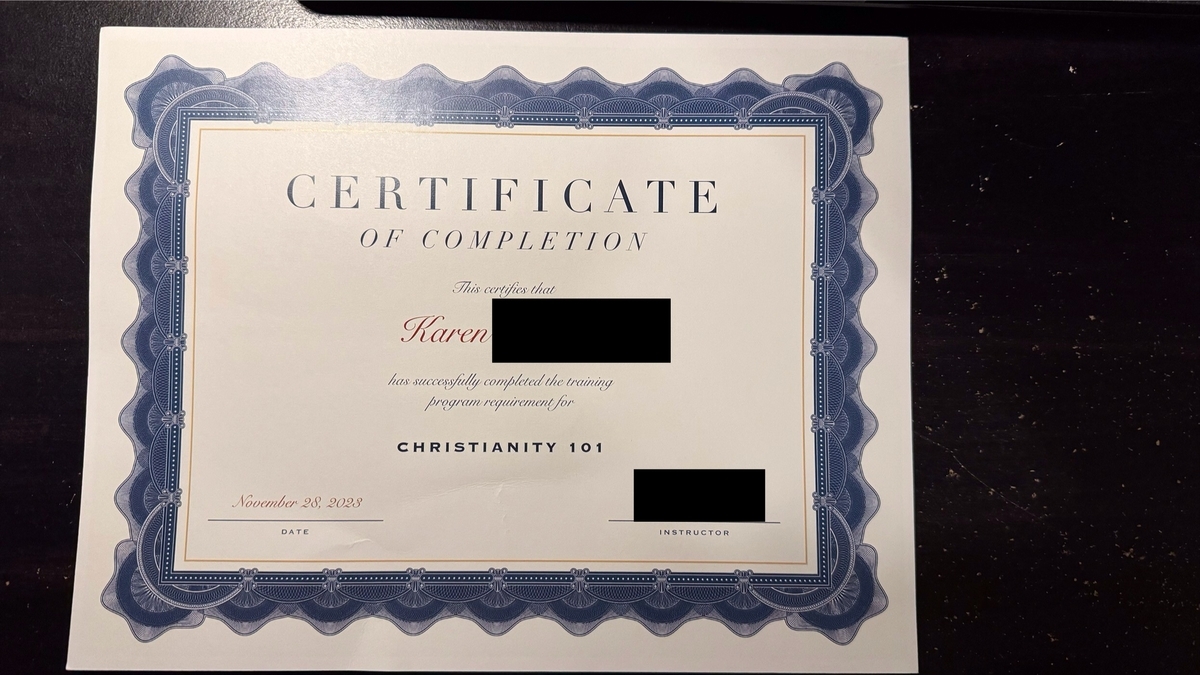 CERTIFICATE
OF COMPLETION
This certifies that
Karen
has successfully completed the training
program requirement for
CHRISTIANITY 101
November 28, 2023
DATE
INSTRUCTOR